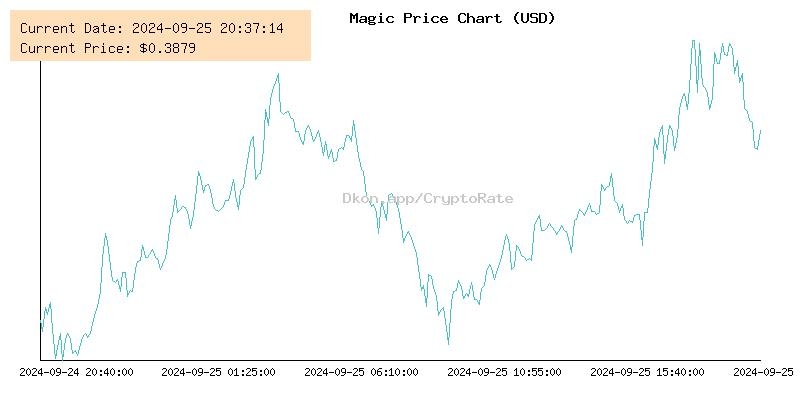 Magic Price Chart (USD)
Current Date: 2024-09-25 20:37:14
Current Price: $0.3879
Dkon.app/CryptoRate
2024-09-24 20:40:00 2024-09-25 01:25:00 2024-09-25 06:10:00 2024-09-25 10:55:00 2024-09-25 15:40:00 2024-09-25